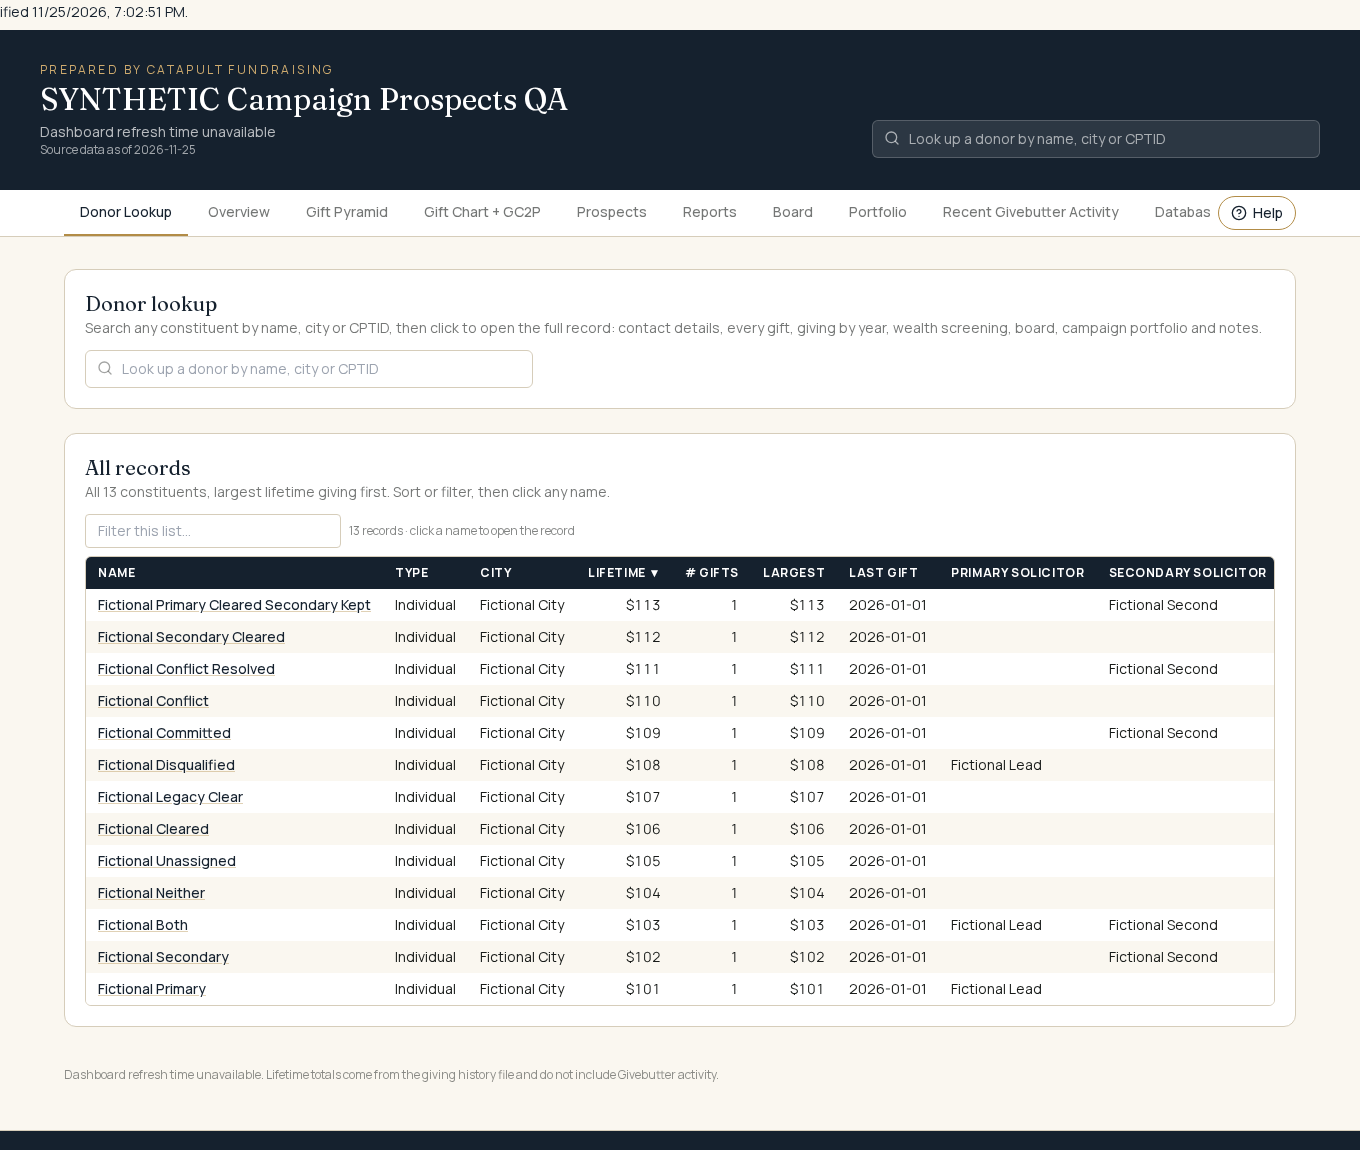 ified 11/25/2026, 7:02:51 PM.
PREPARED BY CATAPULT FUNDRAISING
SYNTHETIC Campaign Prospects QA
Dashboard refresh time unavailable
Source data as of 2026-11-25
Look up a donor by name, city or CPTID
Donor Lookup Overview Gift Pyramid Gift Chart + GC2P Prospects Reports Board Portfolio Recent Givebutter Activity Databas Help
Donor lookup
Search any constituent by name, city or CPTID, then click to open the full record: contact details, every gift, giving by year, wealth screening, board, campaign portfolio and notes.
Look up a donor by name, city or CPTID
All records
All 13 constituents, largest lifetime giving first. Sort or filter, then click any name.
Filter this list... 13 records · click a name to open the record
NAME TYPE CITY LIFETIME ▼ # GIFTS LARGEST LAST GIFT PRIMARY SOLICITOR SECONDARY SOLICITOR
Fictional Primary Cleared Secondary Kept Individual Fictional City $113 1 $113 2026-01-01 Fictional Second
Fictional Secondary Cleared Individual Fictional City $112 1 $112 2026-01-01
Fictional Conflict Resolved Individual Fictional City $111 1 $111 2026-01-01 Fictional Second
Fictional Conflict Individual Fictional City $110 1 $110 2026-01-01
Fictional Committed Individual Fictional City $109 1 $109 2026-01-01 Fictional Second
Fictional Disqualified Individual Fictional City $108 1 $108 2026-01-01 Fictional Lead
Fictional Legacy Clear Individual Fictional City $107 1 $107 2026-01-01
Fictional Cleared Individual Fictional City $106 1 $106 2026-01-01
Fictional Unassigned Individual Fictional City $105 1 $105 2026-01-01
Fictional Neither Individual Fictional City $104 1 $104 2026-01-01
Fictional Both Individual Fictional City $103 1 $103 2026-01-01 Fictional Lead Fictional Second
Fictional Secondary Individual Fictional City $102 1 $102 2026-01-01 Fictional Second
Fictional Primary Individual Fictional City $101 1 $101 2026-01-01 Fictional Lead
Dashboard refresh time unavailable. Lifetime totals come from the giving history file and do not include Givebutter activity.